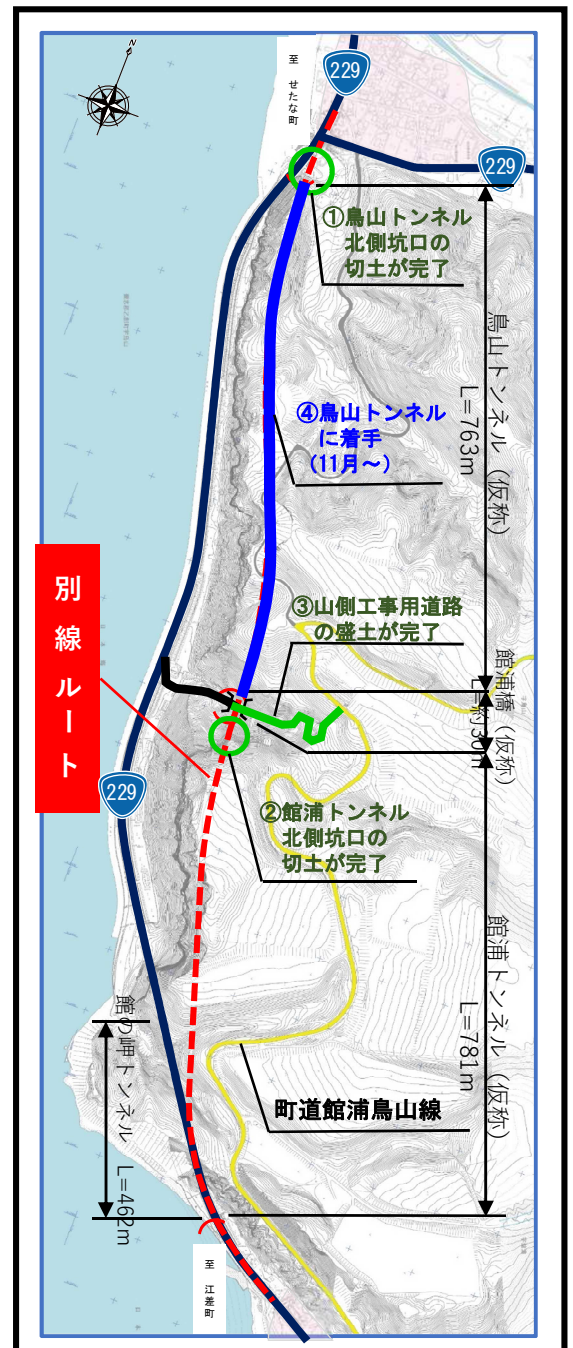 N
至 せたな町
229
229
①鳥山トンネル
北側坑口の
切土が完了
鳥山トンネル(仮称)
L=763m
④鳥山トンネル
に着手
(11月~)
別線ルート
③山側工事用道路
の盛土が完了
館浦橋(仮称)
L=約30m
229
②館浦トンネル
北側坑口の
切土が完了
館浦トンネル(仮称)
L=781m
館の岬トンネル L=462m
町道館浦鳥山線
至 江差町